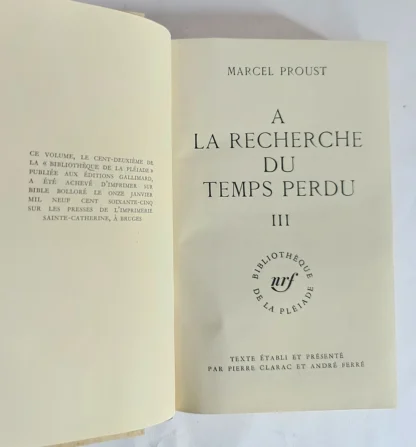 CE VOLUME, LE CENT-DEUXIÈME DE
LA « BIBLIOTHÈQUE DE LA PLÉIADE »
PUBLIÉE AUX ÉDITIONS GALLIMARD,
A ÉTÉ ACHEVÉ D'IMPRIMER SUR
BIBLE BOLLORÉ LE ONZE JANVIER
MIL NEUF CENT SOIXANTE-CINQ
SUR LES PRESSES DE L'IMPRIMERIE
SAINTE-CATHERINE, A BRUGES
MARCEL PROUST
A
LA RECHERCHE
DU
TEMPS PERDU
III
BIBLIOTHÈQUE
nrf
DE LA PLÉIADE
TEXTE ÉTABLI ET PRÉSENTÉ
PAR PIERRE CLARAC ET ANDRÉ FERRÉ